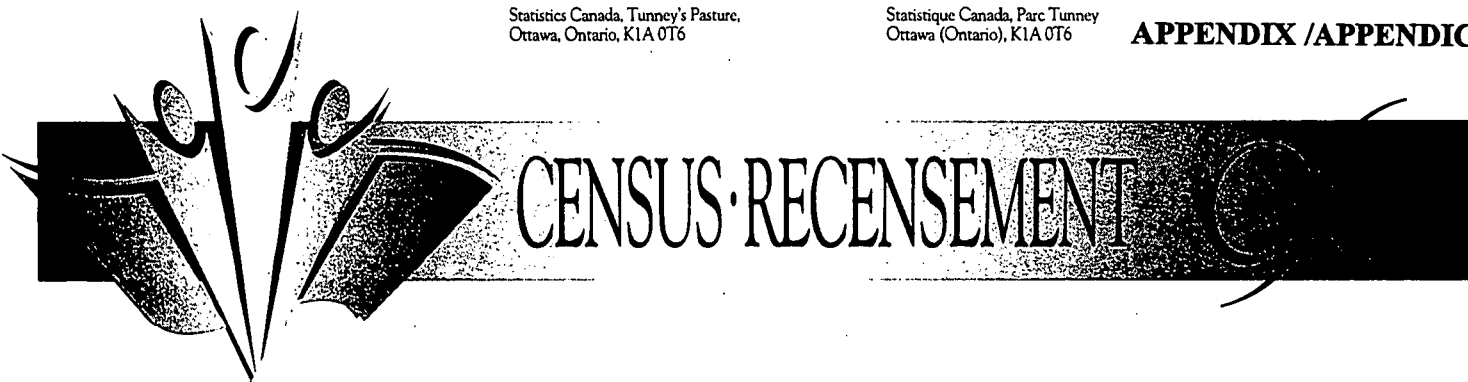 Statistics Canada, Tunney's Pasture,
Ottawa, Ontario, K1A 0T6
Statistique Canada, Parc Tunney
Ottawa (Ontario), K1A 0T6
APPENDIX /APPENDIC
CENSUS·RECENSEMENT